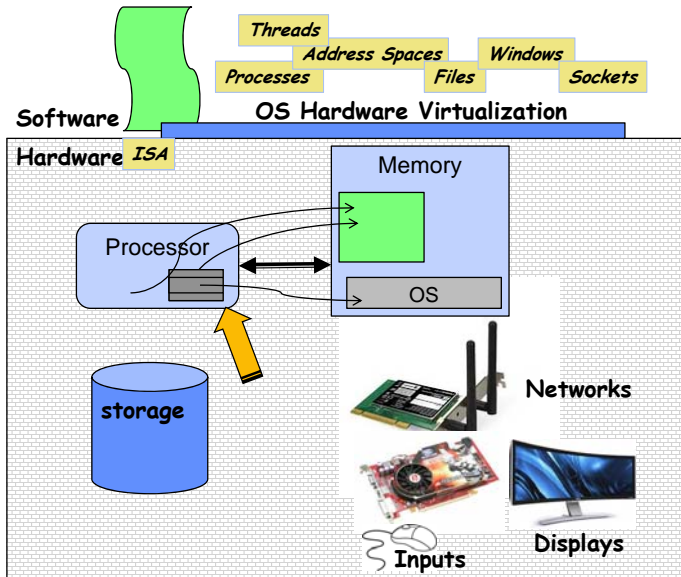 Threads
Address Spaces
Windows
Processes
Files
Sockets
Software
OS Hardware Virtualization
Hardware
ISA
Memory
Processor
OS
storage
Networks
Inputs
Displays